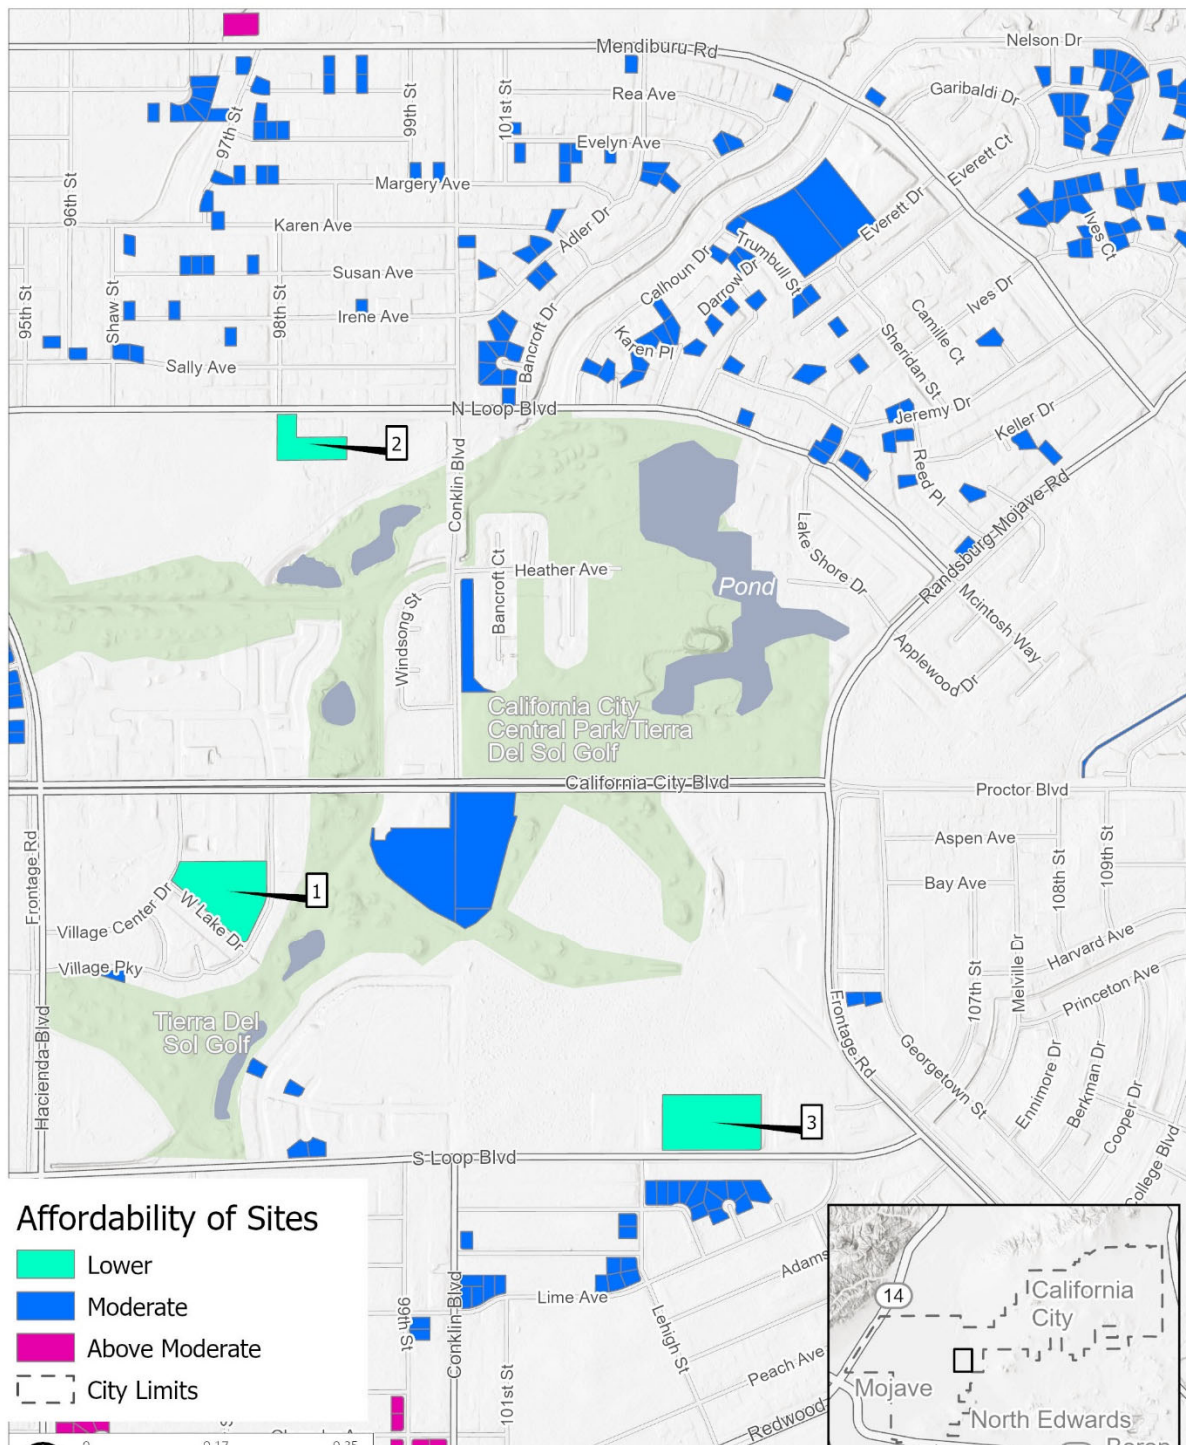 Mendiburu Rd
Nelson Dr
Rea Ave
Garibaldi Dr
99th St
101st St
97th St
Evelyn Ave
Everett Ct
96th St
Margery Ave
Karen Ave
Adler Dr
Everett Dr
Ives Ct
Trumbull St
Calhoun Dr
Darrow Dr
Susan Ave
95th St
Shaw St
98th St
Irene Ave
Bancroft Dr
Karen Pl
Ives Dr
Camille Ct
Sheridan St
Sally Ave
N Loop Blvd
Jeremy Dr
Keller Dr
2
Conklin Blvd
Reed Pl
Randsburg-Mojave-Rd
Lake Shore Dr
Bancroft Ct
Heather Ave
Pond
Windsong St
Mcintosh Way
Applewood Dr
California City
Central Park/Tierra
Del Sol Golf
California City Blvd
Proctor Blvd
Frontage Rd
Aspen Ave
108th St
109th St
Bay Ave
1
Village Center Dr
W Lake Dr
Village Pky
Harvard Ave
Melville Dr
107th St
Princeton Ave
Hacienda-Blvd
Tierra Del
Sol Golf
Frontage-Rd
Georgetown St
Ennimore Dr
Berkman Dr
Cooper Dr
College Blvd
3
S Loop Blvd
Affordability of Sites
Lower
Moderate
Above Moderate
City Limits
Adams
Lime Ave
99th St
Conklin Blvd
101st St
Lehigh St
Peach Ave
Redwood
14
California
City
Mojave
North Edwards